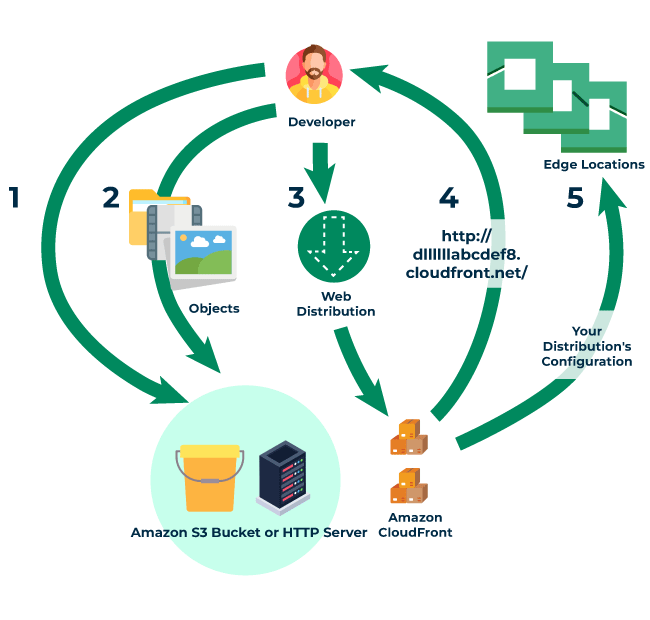 Developer
Edge Locations
1
2
3
4
5
http://
dlllllabcdef8.
cloudfront.net/
Objects
Web
Distribution
Your
Distribution's
Configuration
Amazon S3 Bucket or HTTP Server
Amazon
CloudFront